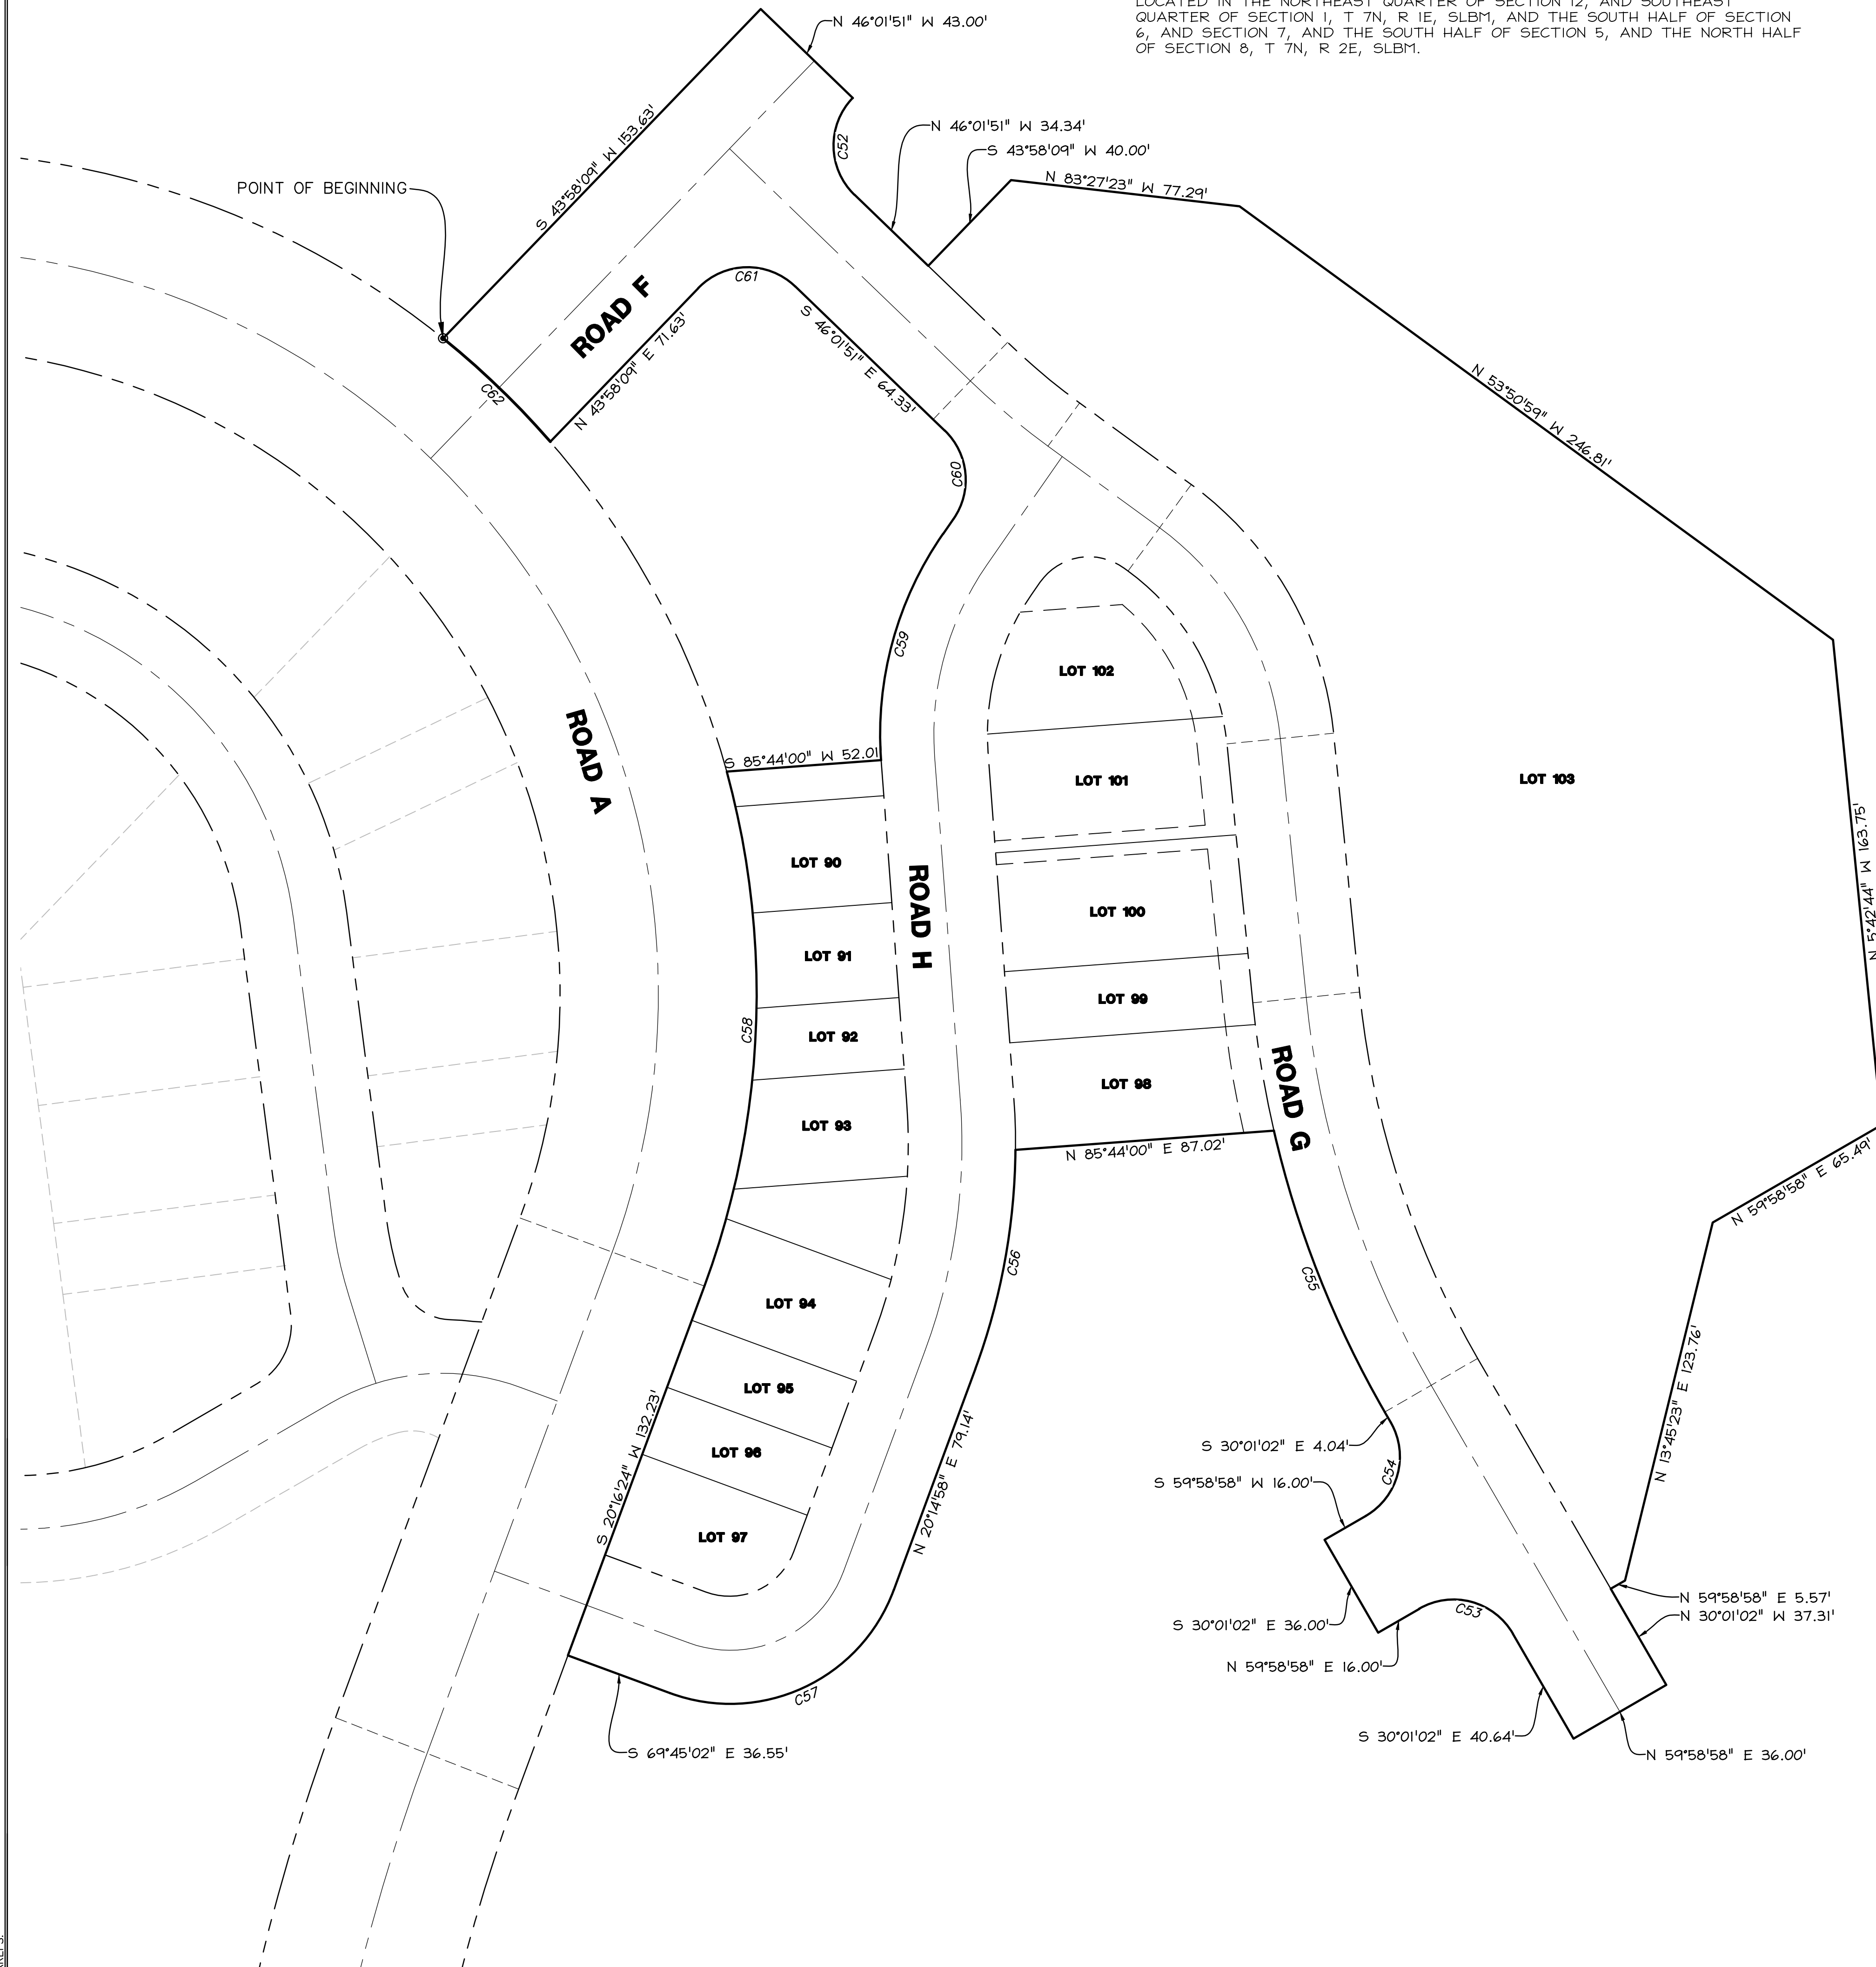 LOCATED IN THE NORTHEAST QUARTER OF SECTION 12, AND SOUTHEAST
QUARTER OF SECTION 1, T 7N, R 1E, SLBM, AND THE SOUTH HALF OF SECTION
6, AND SECTION 7, AND THE SOUTH HALF OF SECTION 5, AND THE NORTH HALF
OF SECTION 8, T 7N, R 2E, SLBM.
N 46°01'51" W 43.00'
S 43°58'09" W 153.63'
C52
N 46°01'51" W 34.34'
S 43°58'09" W 40.00'
N 83°27'23" W 77.29'
POINT OF BEGINNING
C61
ROAD F
S 46°01'51" E 64.33'
N 43°58'09" E 71.63'
C62
N 53°50'59" W 246.81'
C60
C59
LOT 102
ROAD A
S 85°44'00" W 52.01
LOT 101
LOT 103
N 5°42'44" W 163.75'
LOT 90
ROAD H
LOT 100
LOT 91
LOT 99
C58
LOT 92
LOT 98
ROAD G
LOT 93
N 85°44'00" E 87.02'
N 59°58'58" E 65.49'
C56
C55
LOT 94
LOT 95
N 13°45'23" E 123.76'
S 20°16'24" W 132.23'
LOT 96
N 20°14'58" E 79.14'
S 30°01'02" E 4.04'
C54
S 59°58'58" W 16.00'
LOT 97
N 59°58'58" E 5.57'
N 30°01'02" W 37.31'
C53
S 30°01'02" E 36.00'
N 59°58'58" E 16.00'
C57
S 30°01'02" E 40.64'
S 69°45'02" E 36.55'
N 59°58'58" E 36.00'